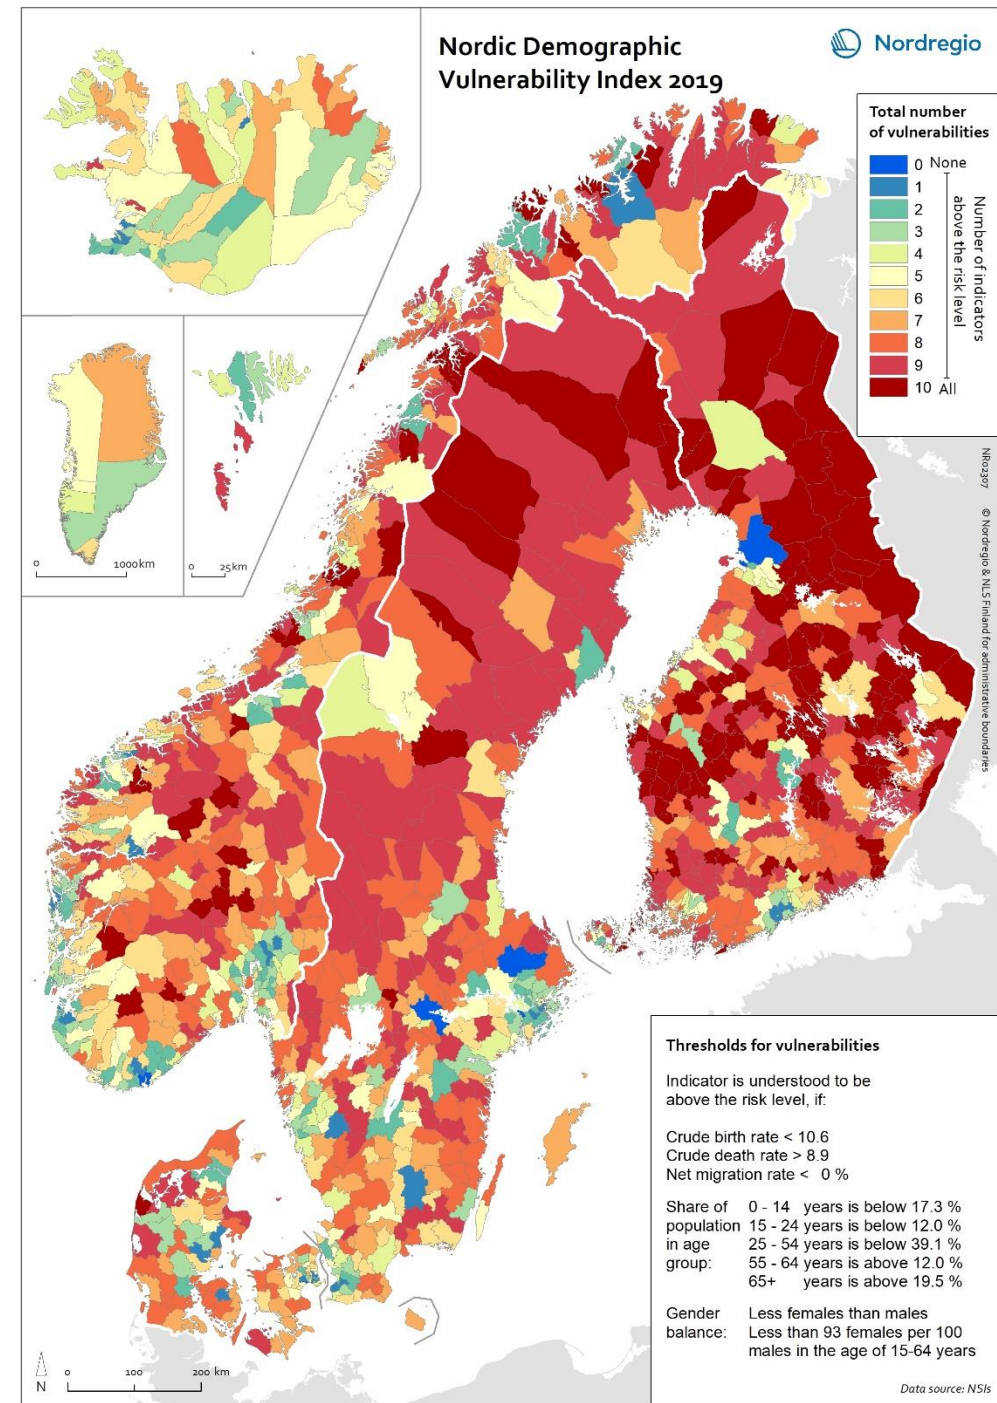 Nordic Demographic
Vulnerability Index 2019
Nordregio
Total number
of vulnerabilities
0 None
1
2
3
4
5
6
7
8
9
10 All
Number of indicators
above the risk level
0 1000km
0 25km
NR02307 © Nordregio & NLS Finland for administrative boundaries
Thresholds for vulnerabilities
Indicator is understood to be
above the risk level, if:
Crude birth rate < 10.6
Crude death rate > 8.9
Net migration rate < 0 %
Share of 0 - 14 years is below 17.3 %
population 15 - 24 years is below 12.0 %
in age 25 - 54 years is below 39.1 %
group: 55 - 64 years is above 12.0 %
65+ years is above 19.5 %
Gender Less females than males
balance: Less than 93 females per 100
males in the age of 15-64 years
Data source: NSIs
N
0 100 200 km